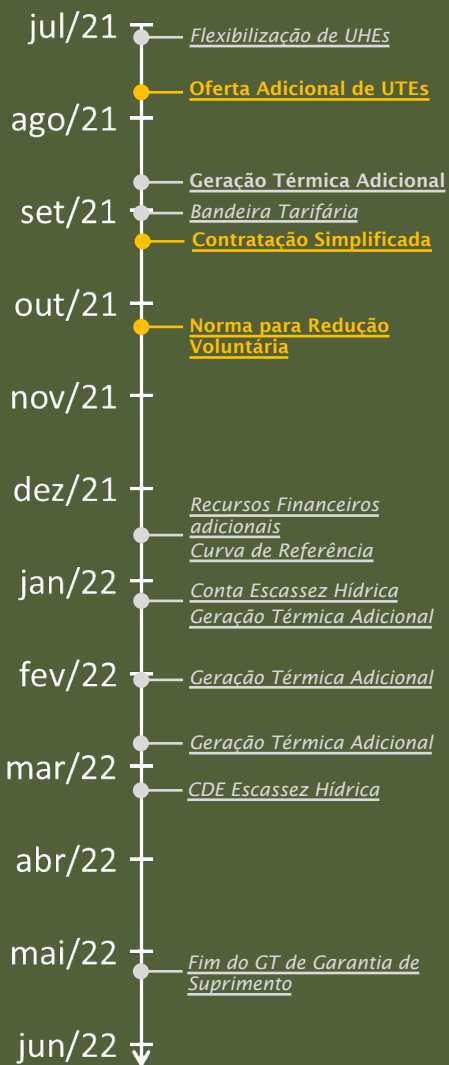 jul/21
Flexibilização de UHEs
Oferta Adicional de UTEs
ago/21
Geração Térmica Adicional
set/21
Bandeira Tarifária
Contratação Simplificada
out/21
Norma para Redução
Voluntária
nov/21
dez/21
Recursos Financeiros
adicionais
Curva de Referência
jan/22
Conta Escassez Hídrica
Geração Térmica Adicional
fev/22
Geração Térmica Adicional
Geração Térmica Adicional
mar/22
CDE Escassez Hídrica
abr/22
mai/22
Fim do GT de Garantia de
Suprimento
jun/22